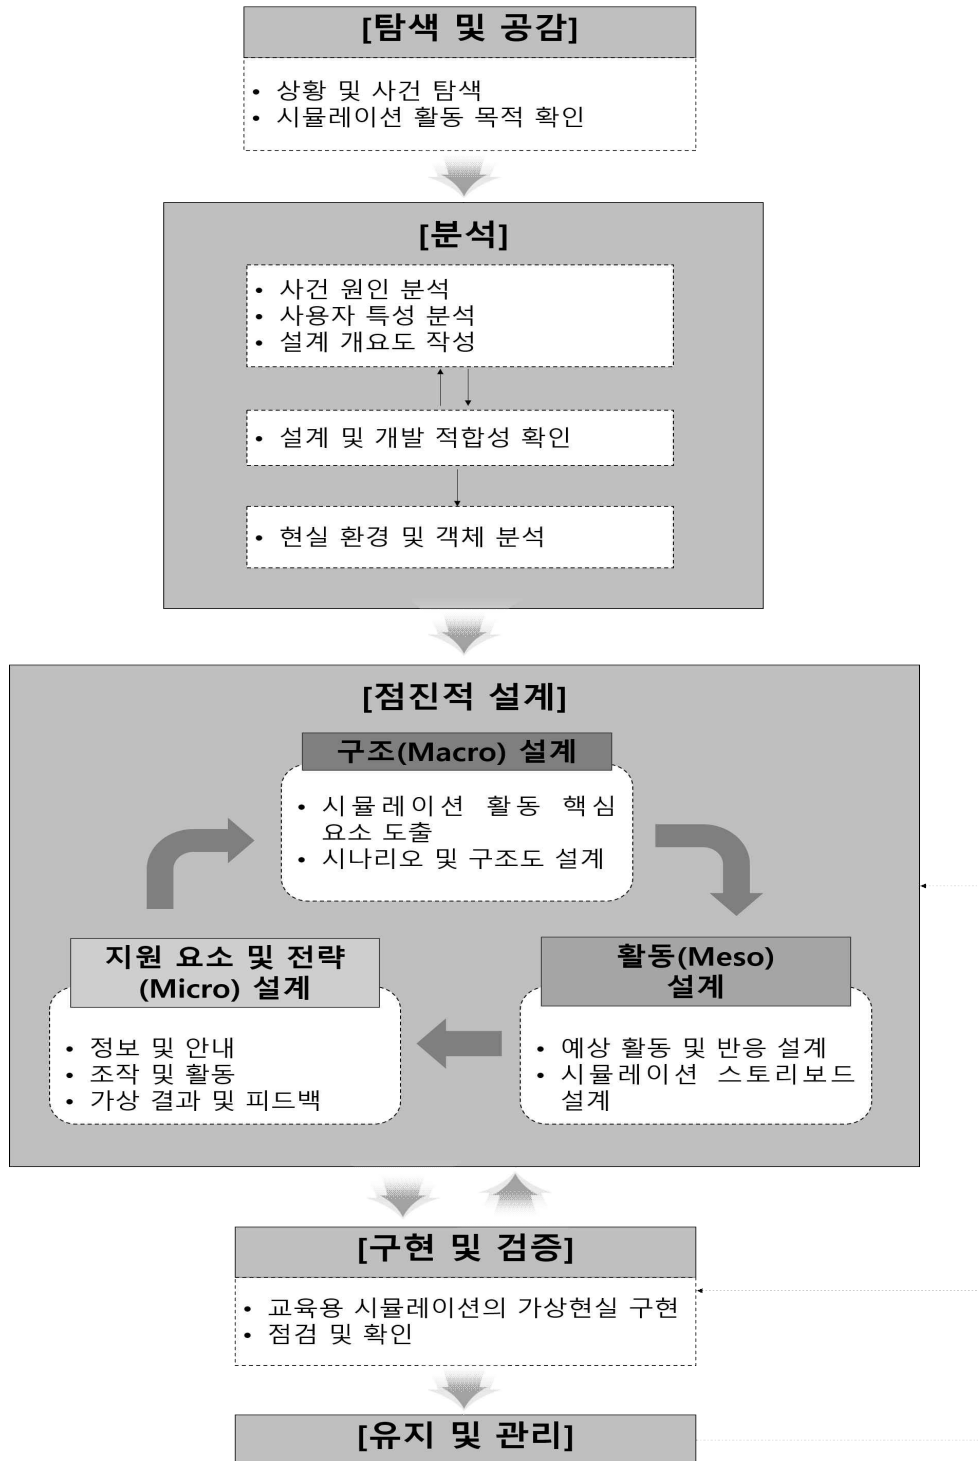 [탐색 및 공감]
• 상황 및 사건 탐색
• 시뮬레이션 활동 목적 확인
[분석]
• 사건 원인 분석
• 사용자 특성 분석
• 설계 개요도 작성
• 설계 및 개발 적합성 확인
• 현실 환경 및 객체 분석
[점진적 설계]
구조(Macro) 설계
• 시뮬레이션 활동 핵심
요소 도출
• 시나리오 및 구조도 설계
지원 요소 및 전략
(Micro) 설계
• 정보 및 안내
• 조작 및 활동
• 가상 결과 및 피드백
활동(Meso)
설계
• 예상 활동 및 반응 설계
• 시뮬레이션 스토리보드
설계
[구현 및 검증]
• 교육용 시뮬레이션의 가상현실 구현
• 점검 및 확인
[유지 및 관리]